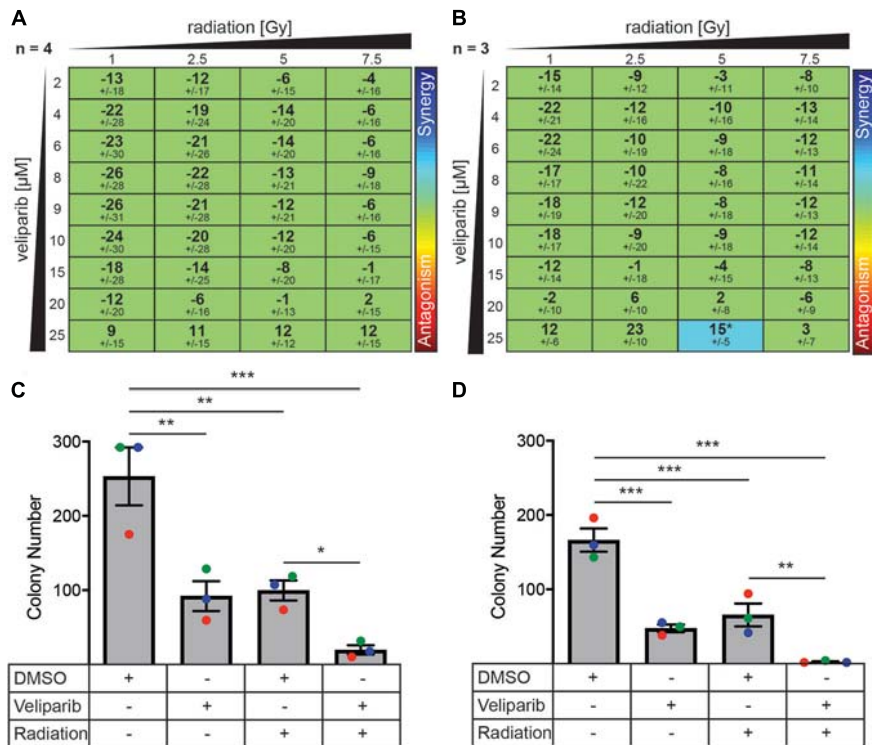 A
radiation [Gy]
n = 4
1 2.5 5 7.5
veliparib [µM]
2 -13 -12 -6 -4
+/-18 +/-17 +/-15 +/-16
4 -22 -19 -14 -6
+/-28 +/-24 +/-20 +/-16
6 -23 -21 -14 -6
+/-30 +/-26 +/-20 +/-16
8 -26 -22 -13 -9
+/-28 +/-28 +/-21 +/-18
9 -26 -21 -12 -6
+/-31 +/-28 +/-21 +/-16
10 -24 -20 -12 -6
+/-30 +/-28 +/-20 +/-15
15 -18 -14 -8 -1
+/-28 +/-25 +/-20 +/-17
20 -12 -6 -1 2
+/-20 +/-16 +/-13 +/-15
25 9 11 12 12
+/-15 +/-15 +/-12 +/-15
Synergy
Antagonism
B
radiation [Gy]
n = 3
1 2.5 5 7.5
veliparib [µM]
2 -15 -9 -3 -8
+/-14 +/-12 +/-11 +/-10
4 -22 -12 -10 -13
+/-21 +/-16 +/-16 +/-14
6 -22 -10 -9 -12
+/-24 +/-19 +/-18 +/-13
8 -17 -10 -8 -11
+/-17 +/-22 +/-16 +/-14
9 -18 -12 -8 -12
+/-19 +/-20 +/-18 +/-13
10 -18 -9 -9 -12
+/-17 +/-20 +/-18 +/-14
15 -12 -1 -4 -8
+/-14 +/-18 +/-15 +/-13
20 -2 6 2 -6
+/-10 +/-10 +/-8 +/-9
25 12 23 15* 3
+/-6 +/-10 +/-5 +/-7
Synergy
Antagonism
C
***
**
**
*
Colony Number
300
200
100
DMSO + - + -
Veliparib - + - +
Radiation - - + +
D
***
***
***
**
Colony Number
300
200
100
DMSO + - + -
Veliparib - + - +
Radiation - - + +